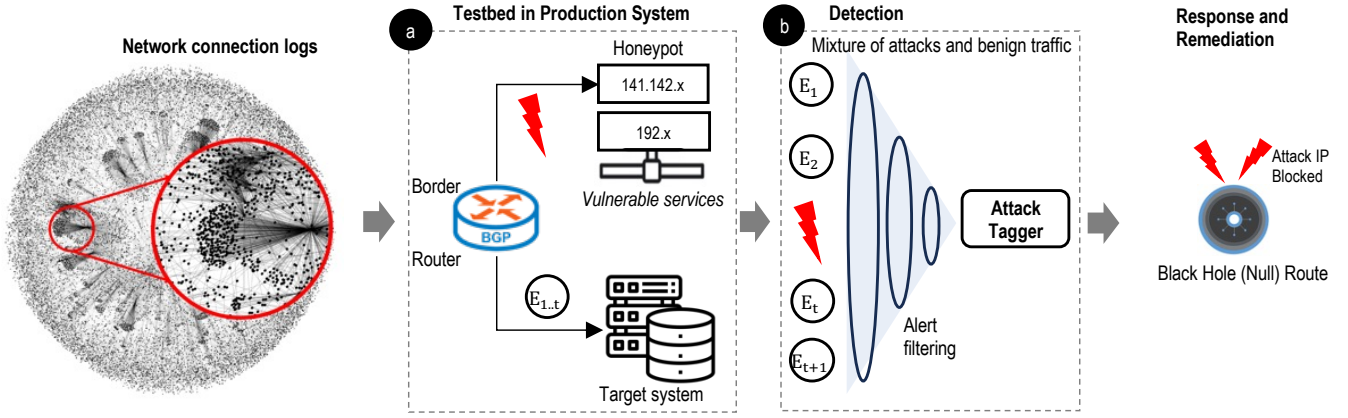 Network connection logs
a
Testbed in Production System
Honeypot
141.142.x
192.x
Vulnerable services
Border
BGP
Router
E1..t
Target system
b
Detection
Mixture of attacks and benign traffic
E1
E2
Et
Et+1
Alert
filtering
Attack
Tagger
Response and
Remediation
Attack IP
Blocked
Black Hole (Null) Route